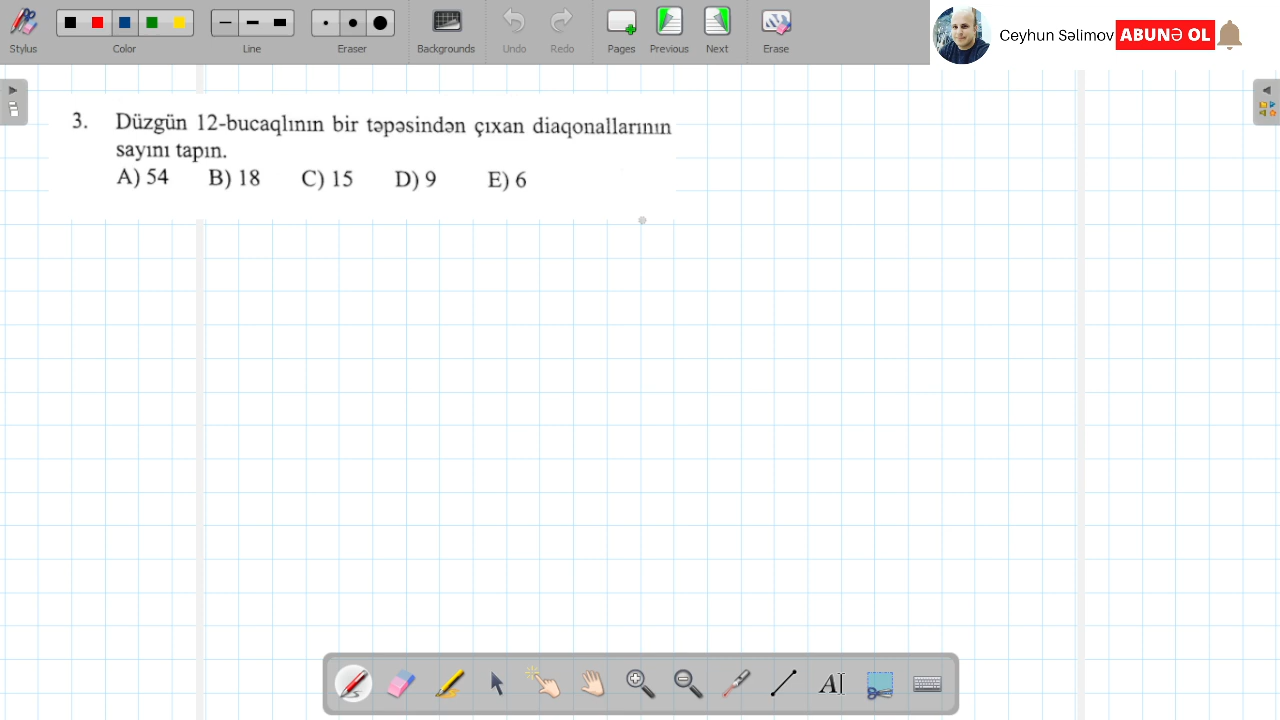 Stylus Color Line Eraser Backgrounds Undo Redo Pages Previous Next Erase
Ceyhun Səlimov ABUNƏ OL
3. Düzgün 12-bucaqlının bir təpəsindən çıxan diaqonallarının
sayını tapın.
A) 54 B) 18 C) 15 D) 9 E) 6
AI